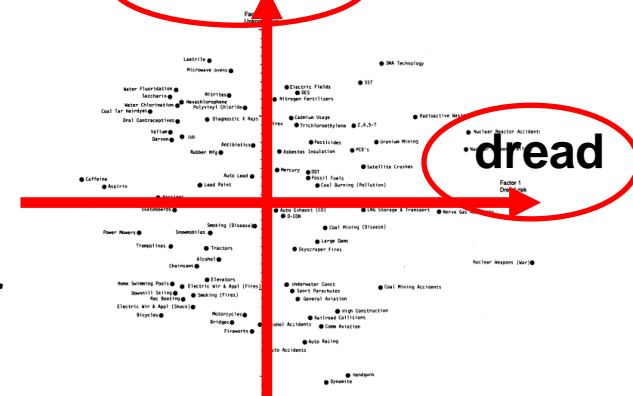 Laetrile
DNA Technology
Microwave ovens
SST
Electric Fields
Water Fluoridation
DES
Saccharin
Nitrites
Nitrogen Fertilizers
Hexachlorophene
Water Chlorination
Polyvinyl Chloride
Coal Tar Hairdyes
Radioactive
Cadmium Usage
Oral Contraceptives
Diagnostic X Rays
Trichloroethylene
2,4,5-T
Valium
Nuclear Reactor Accidents
IUD
Darvon
Pesticides
Uranium Mining
Antibiotics
dread
Rubber Mfg
Asbestos Insulation
PCB's
Satellite Crashes
Mercury
DDT
Auto Lead
Fossil Fuels
Caffeine
Aspirin
Lead Paint
Coal Burning (Pollution)
Factor 1
Skateboards
Auto Exhaust (CO)
LNG Storage & Transport
Nerve Gas
D-CON
Smoking (Disease)
Coal Mining (Disease)
Power Mowers
Snowmobiles
Large Dams
Trampolines
Tractors
Skyscraper Fires
Alcohol
Nuclear Weapons (War)
Chainsaws
Elevators
Home Swimming Pools
Electric Wir & Appl (Fires)
Underwater Const
Coal Mining Accidents
Downhill Skiing
Sport Parachutes
Rec Boating
Smoking (Fires)
General Aviation
Electric Wir & Appl (Shock)
High Construction
Bicycles
Motorcycles
Railroad Collisions
Bridges
Accidents
Comm Aviation
Fireworks
Auto Racing
Accidents
Handguns
Dynamite